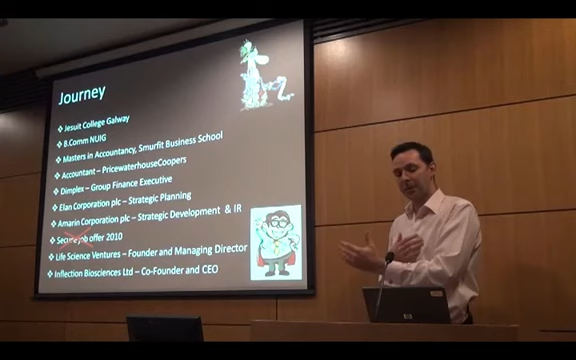 Journey
❖ Jesuit College Galway
❖ B.Comm NUIG
❖ Masters in Accountancy, Smurfit Business School
❖ Accountant – PricewaterhouseCoopers
❖ Dimplex – Group Finance Executive
❖ Elan Corporation plc – Strategic Planning
❖ Amarin Corporation plc – Strategic Development & IR
❖ Secure job offer 2010
❖ Life Science Ventures – Founder and Managing Director
❖ Inflection Biosciences Ltd – Co-Founder and CEO
hp